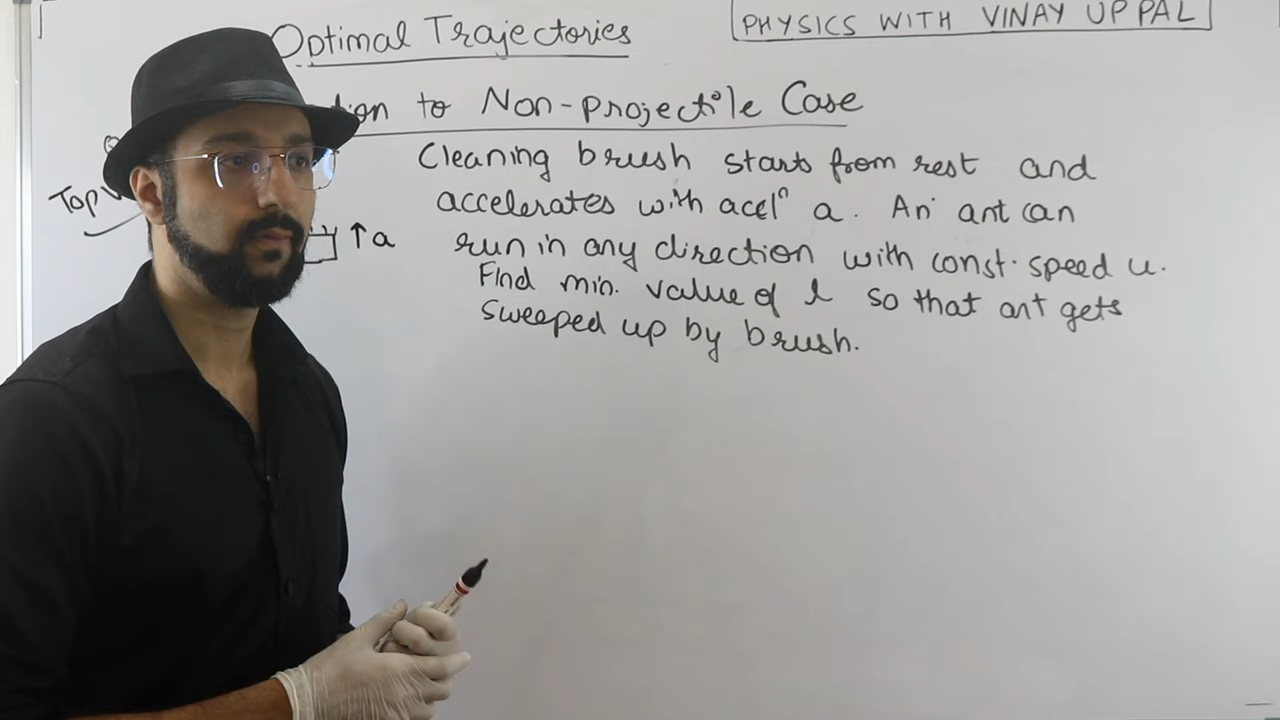 Optimal Trajectories
PHYSICS WITH VINAY UPPAL
to Non-projectile Case
Cleaning brush starts from rest and
accelerates with accelⁿ a. An ant can
run in any direction with const. speed u.
Find min. value of l so that ant gets
sweeped up by brush.
Top
↑a